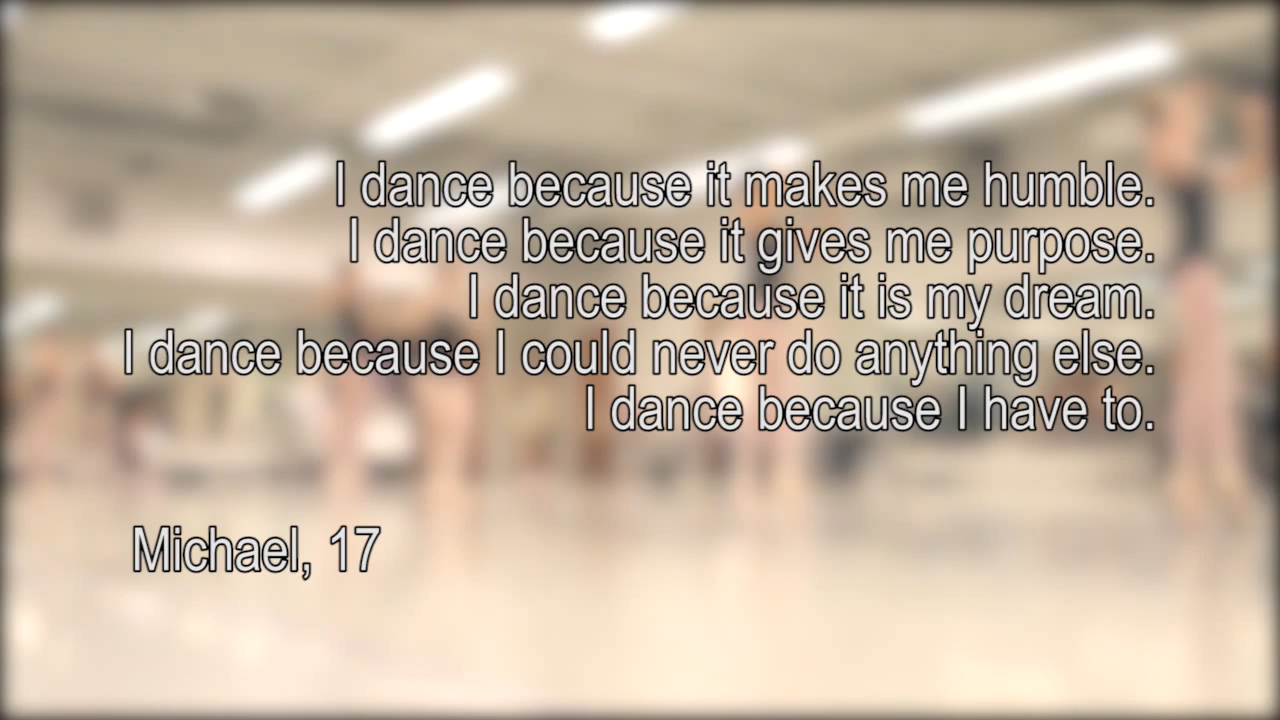 I dance because it makes me humble.
I dance because it gives me purpose.
I dance because it is my dream.
I dance because I could never do anything else.
I dance because I have to.
Michael, 17